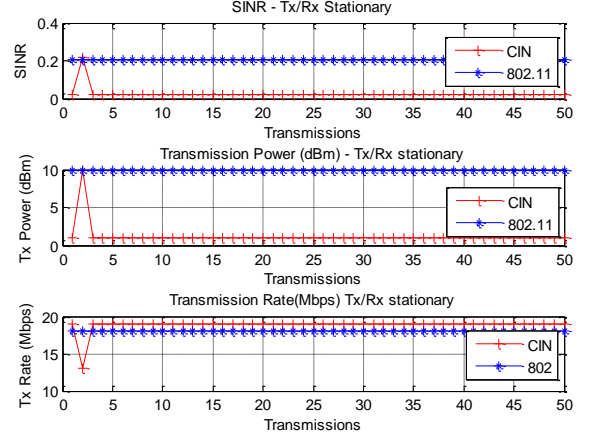 SINR - Tx/Rx Stationary
0.4
0.2
0
SINR
CIN
802.11
0 5 10 15 20 25 30 35 40 45 50
Transmissions
Transmission Power (dBm) - Tx/Rx stationary
10
5
0
Tx Power (dBm)
CIN
802.11
0 5 10 15 20 25 30 35 40 45 50
Transmissions
Transmission Rate(Mbps) Tx/Rx stationary
20
15
10
Tx Rate (Mbps)
CIN
802
0 5 10 15 20 25 30 35 40 45 50
Transmissions